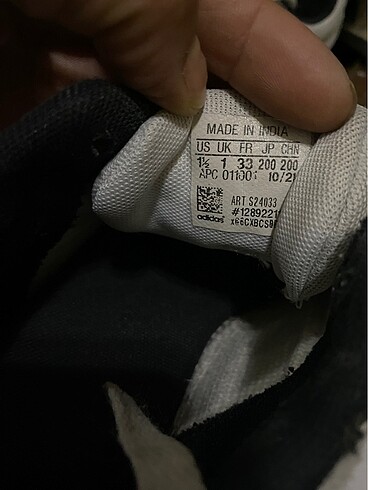 MADE IN INDIA
US UK FR JP CHN
1½ 1 33 200 200
APC 011001 10/21
ART S24033
#1289221
adidas